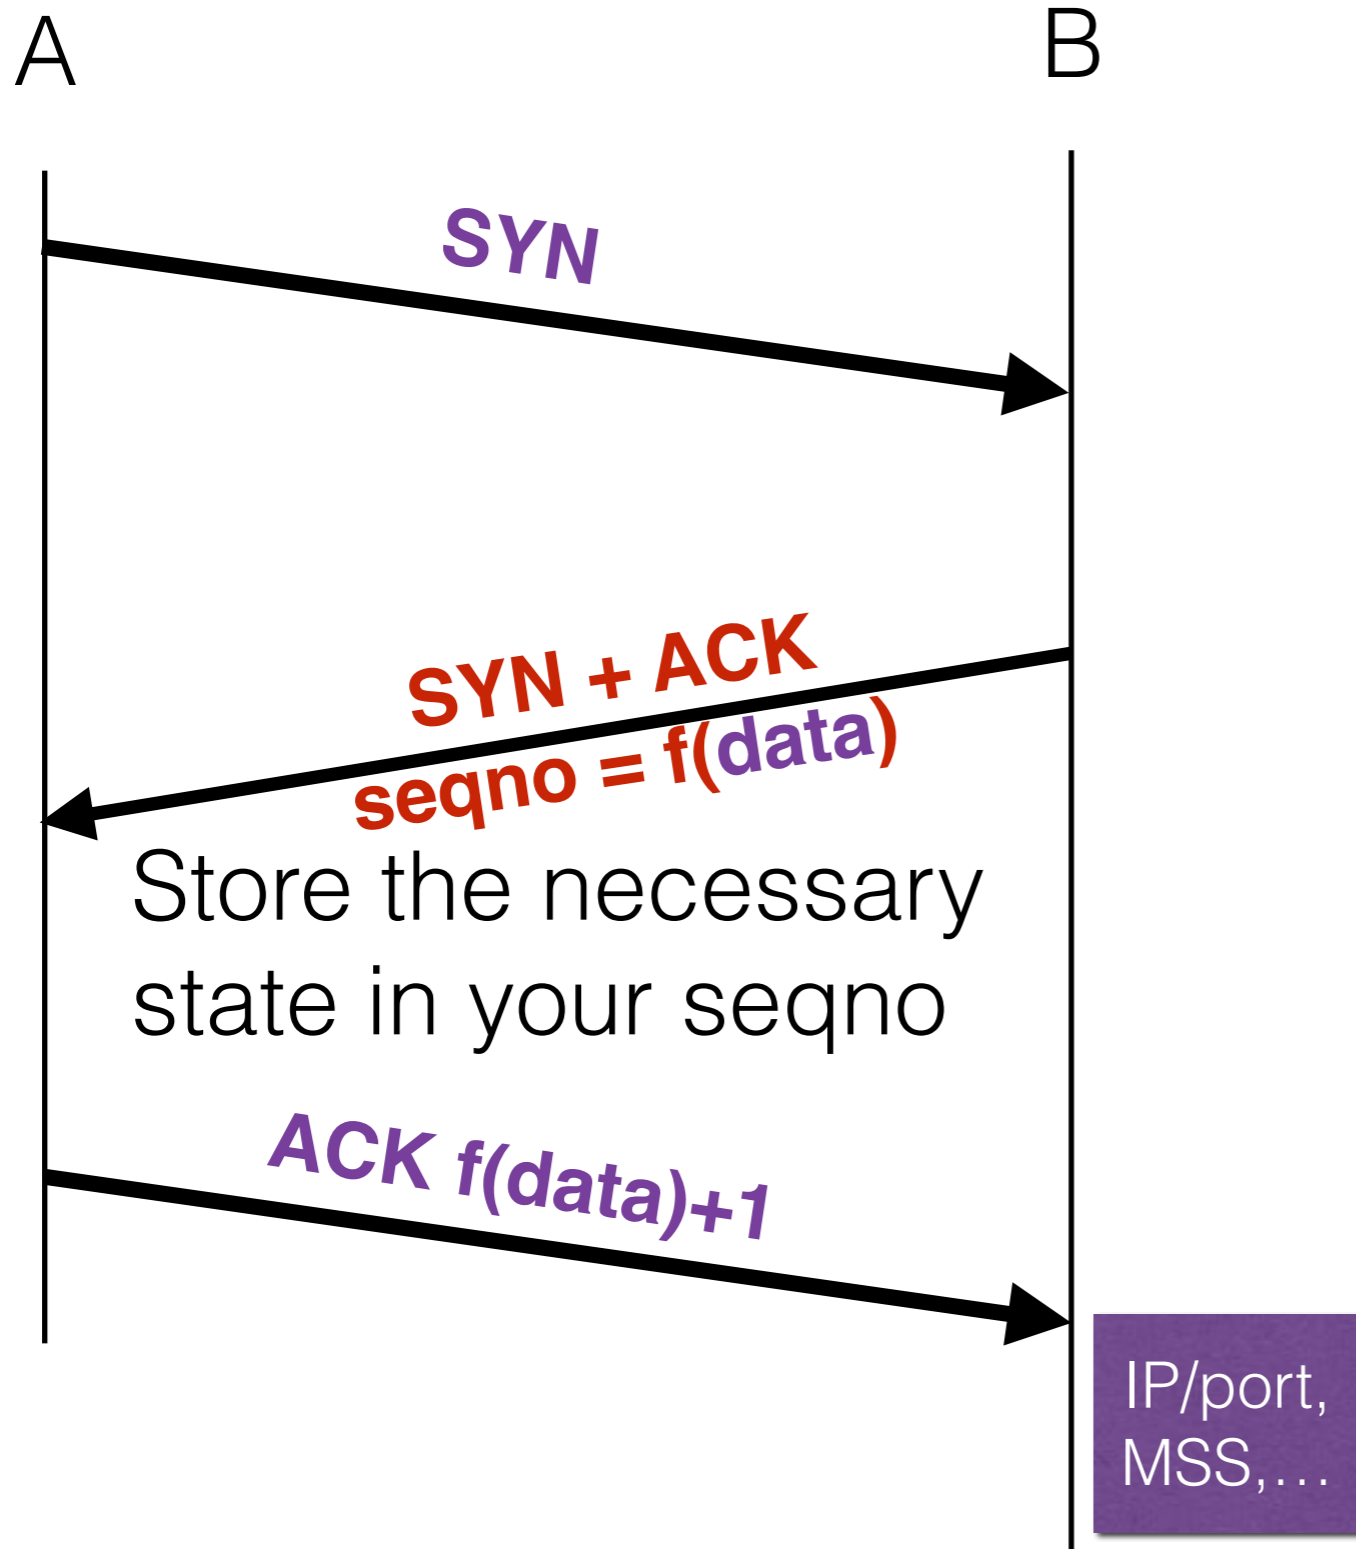 A
B
SYN
SYN + ACK
seqno = f(data)
Store the necessary
state in your seqno
ACK f(data)+1
IP/port,
MSS,…